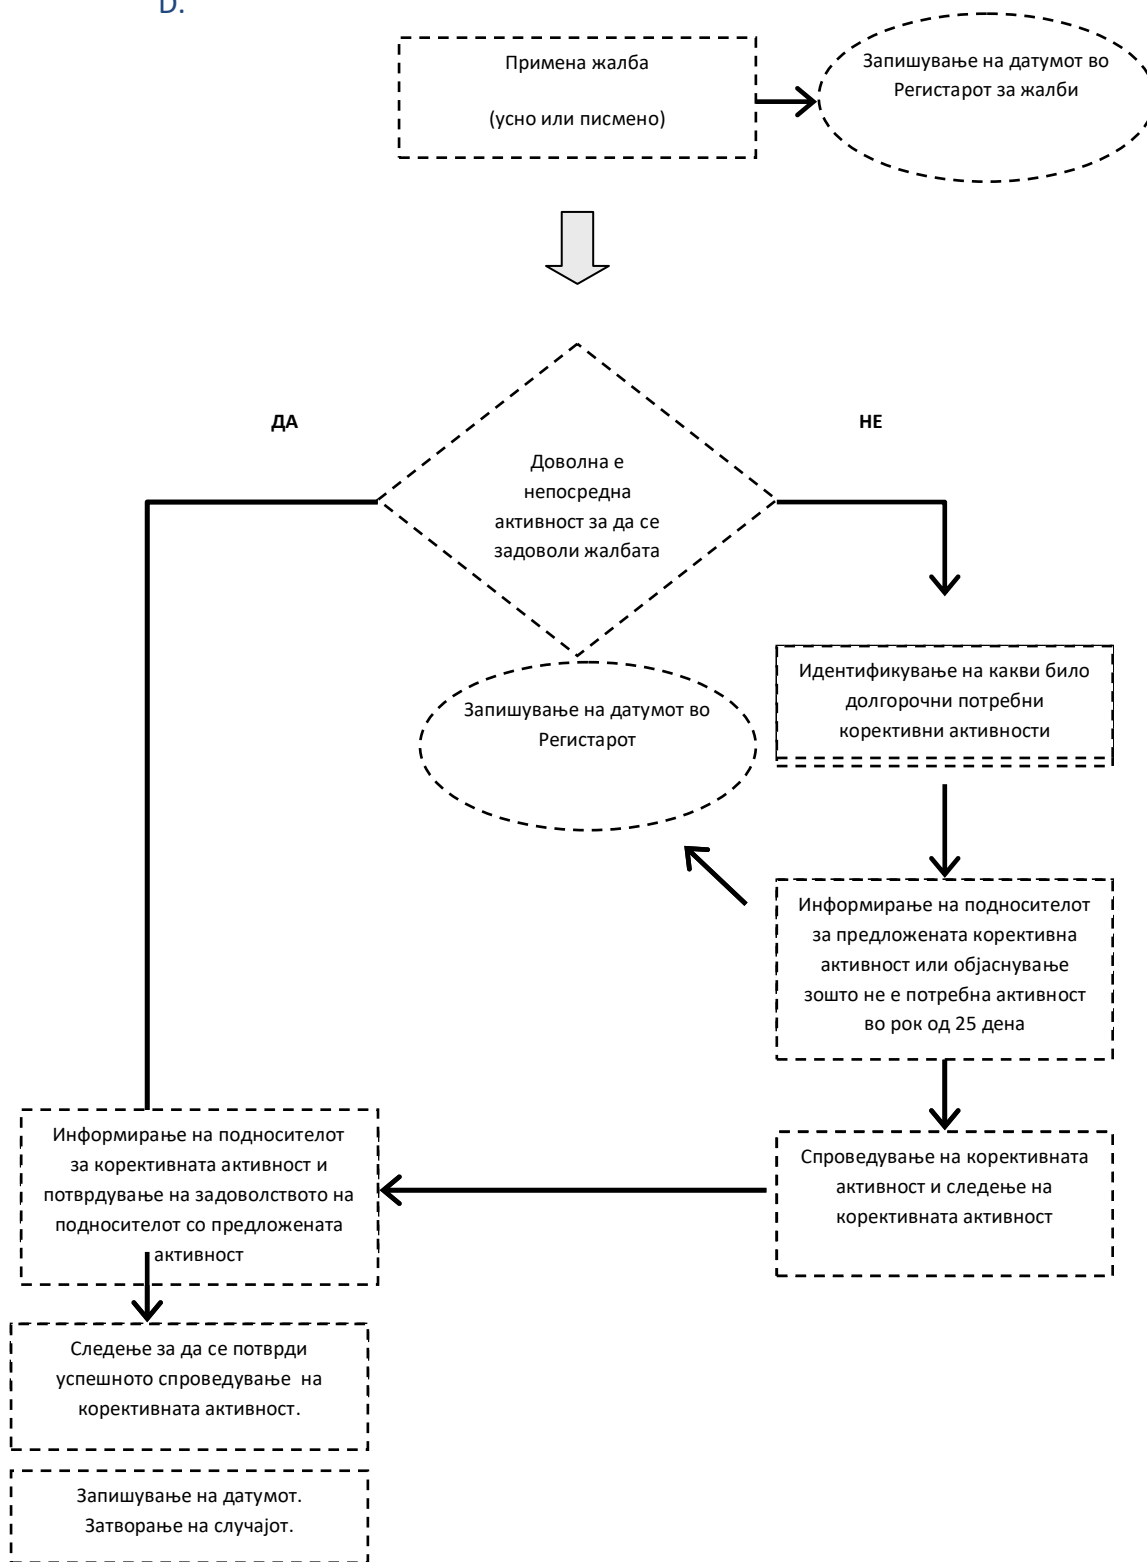 D.
Примена жалба
(усно или писмено)
Запишување на датумот во
Регистарот за жалби
ДА
НЕ
Доволна е
непосредна
активност за да се
задоволи жалбата
Запишување на датумот во
Регистарот
Идентификување на какви било
долгорочни потребни
корективни активности
Информирање на подносителот
за предложената корективна
активност или објаснување
зошто не е потребна активност
во рок од 25 дена
Информирање на подносителот
за корективната активност и
потврдување на задоволството на
подносителот со предложената
активност
Спроведување на корективната
активност и следење на
корективната активност
Следење за да се потврди
успешното спроведување на
корективната активност.
Запишување на датумот.
Затворање на случајот.